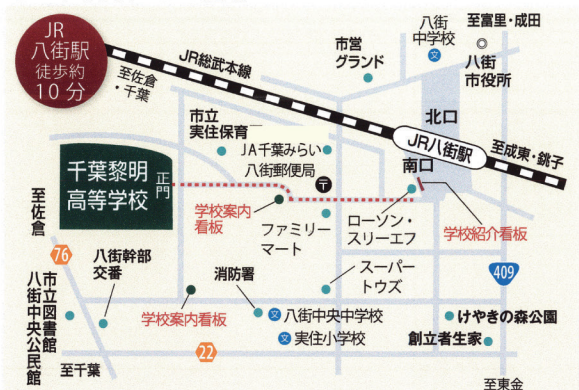 JR
八街駅
徒歩約
10分
JR総武本線
至佐倉
・千葉
市営
グランド
八街
中学校
文
至富里・成田
八街
市役所
北口
JR八街駅
南口
至成東・銚子
市立
実住保育
JA千葉みらい
八街郵便局
〒
千葉黎明
高等学校
正門
学校案内
看板
ファミリー
マート
ローソン・
スリーエフ
学校紹介看板
至佐倉
76
八街幹部
交番
消防署
スーパー
トウズ
409
市立図書館
八街中央公民館
学校案内看板
文 八街中央中学校
文 実住小学校
けやきの森公園
創立者生家
22
至千葉
至東金